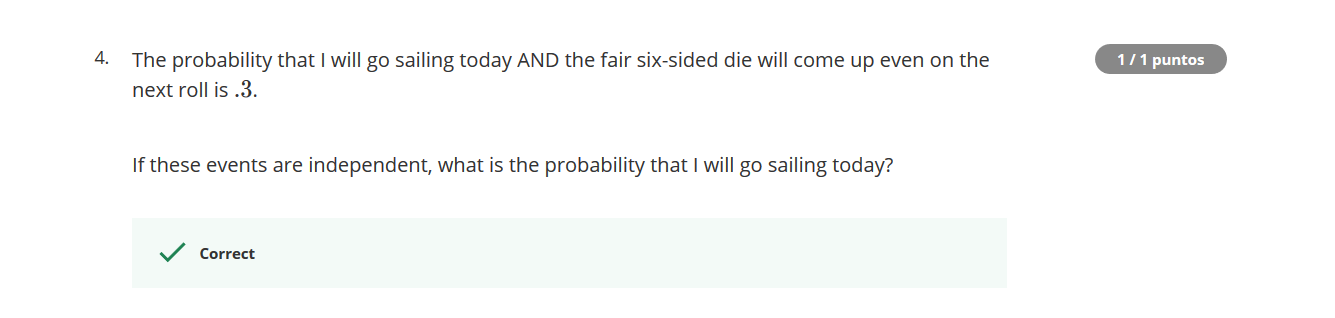 4. The probability that I will go sailing today AND the fair six-sided die will come up even on the
next roll is .3.
1 / 1 puntos
If these events are independent, what is the probability that I will go sailing today?
Correct